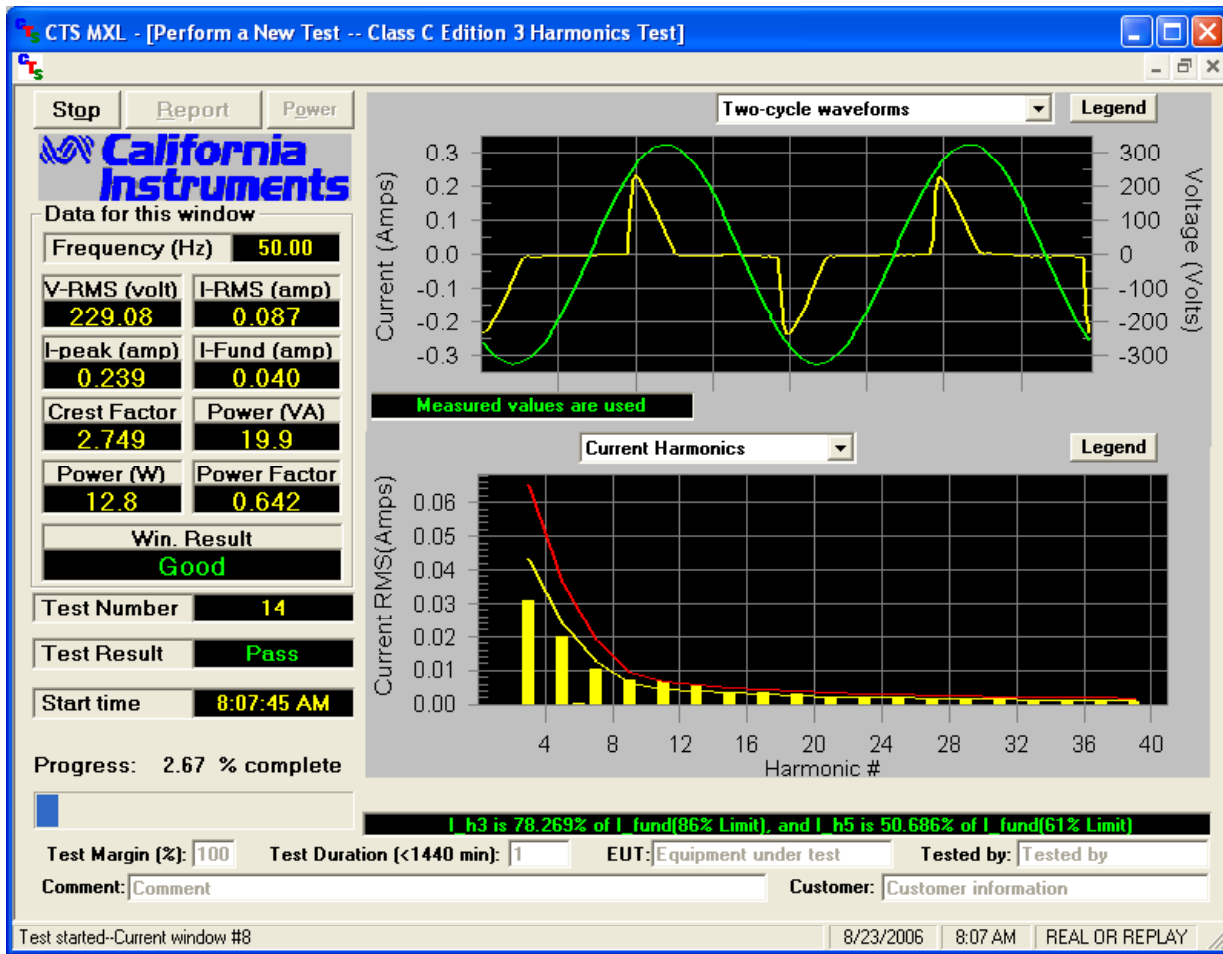 CTS MXL - [Perform a New Test -- Class C Edition 3 Harmonics Test]
CTS
Stop Report Power
California
Instruments
Data for this window
Frequency (Hz) 50.00
V-RMS (volt) I-RMS (amp)
229.08 0.087
I-peak (amp) I-Fund (amp)
0.239 0.040
Crest Factor Power (VA)
2.749 19.9
Power (W) Power Factor
12.8 0.642
Win. Result
Good
Test Number 14
Test Result Pass
Start time 8:07:45 AM
Progress: 2.67 % complete
Two-cycle waveforms Legend
Current (Amps)
0.3
0.2
0.1
0.0
-0.1
-0.2
-0.3
300
200
100
0
-100
-200
-300
Voltage (Volts)
Measured values are used
Current Harmonics Legend
Current RMS(Amps)
0.06
0.05
0.04
0.03
0.02
0.01
0.00
4 8 12 16 20 24 28 32 36 40
Harmonic #
I_h3 is 78.269% of I_fund(86% Limit), and I_h5 is 50.686% of I_fund(61% Limit)
Test Margin (%): 100 Test Duration (<1440 min): 1 EUT: Equipment under test Tested by: Tested by
Comment: Comment Customer: Customer information
Test started--Current window #8 8/23/2006 8:07 AM REAL OR REPLAY